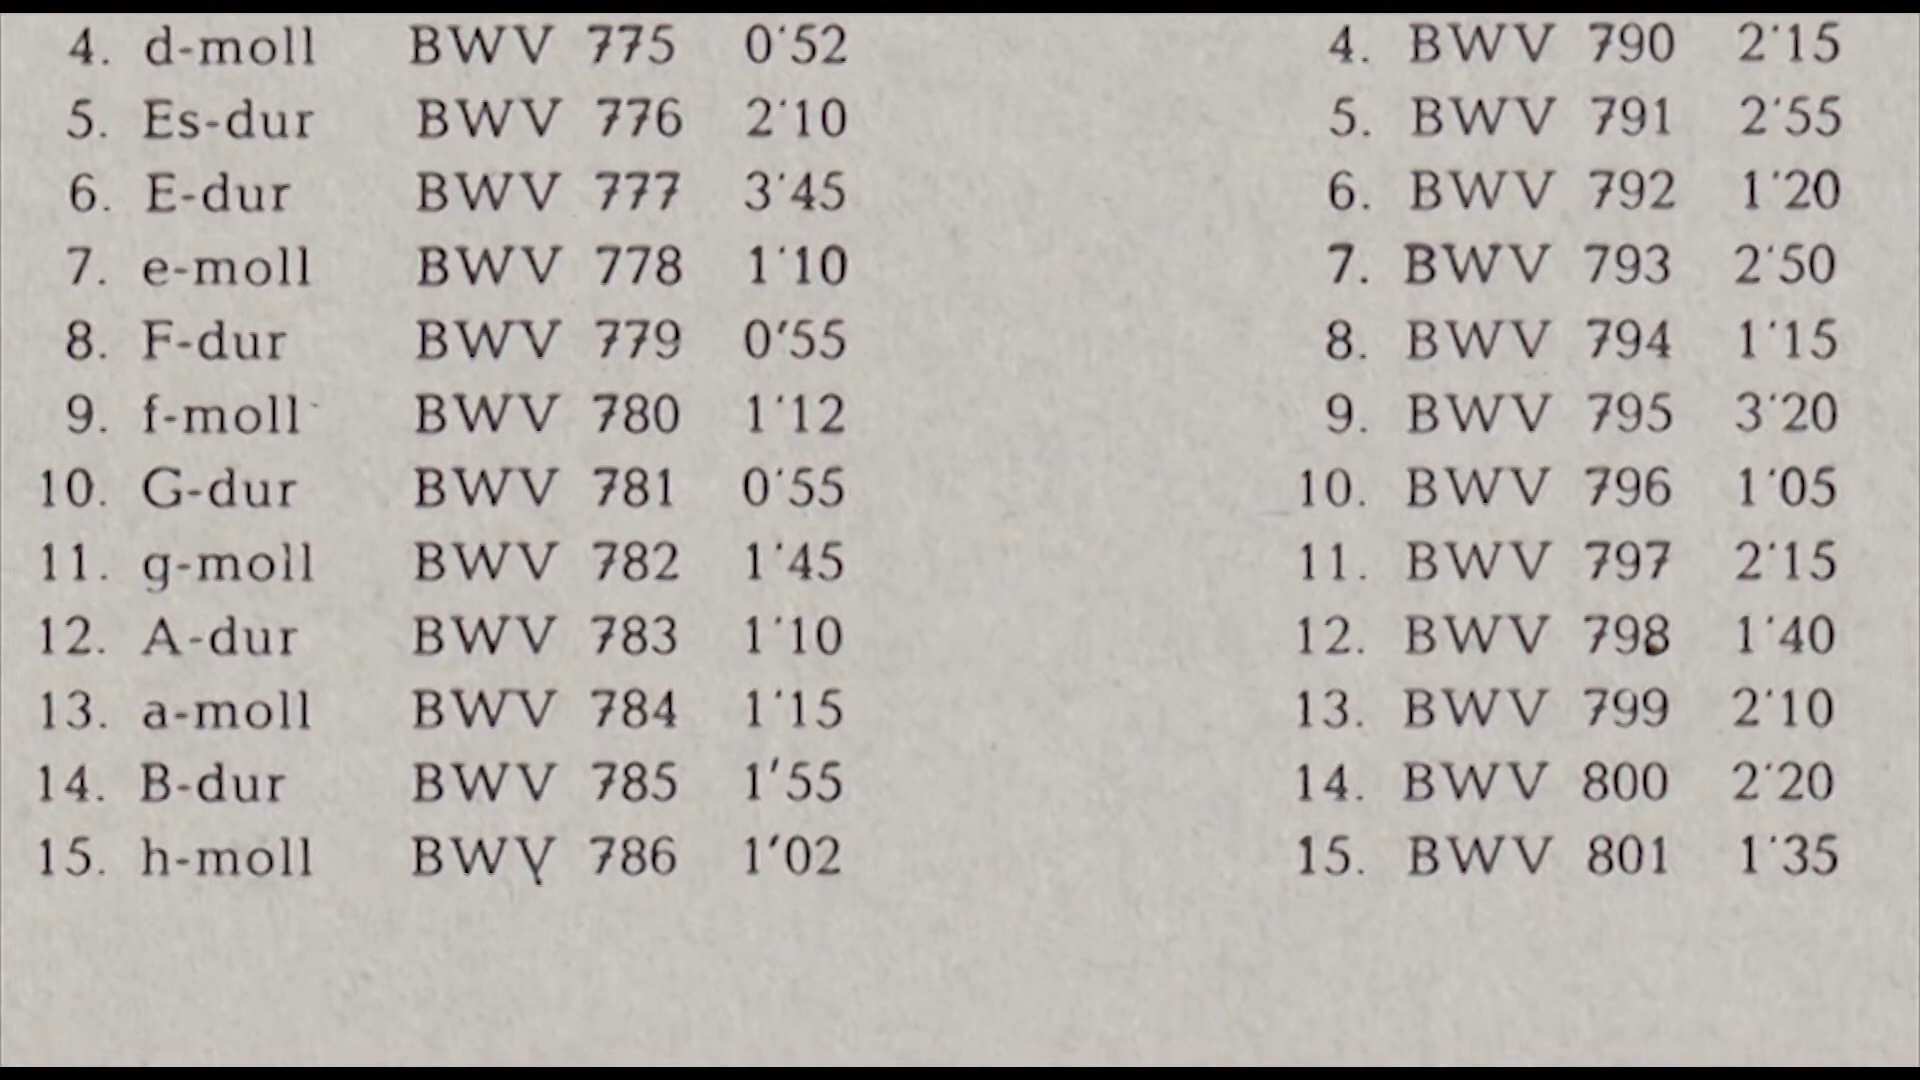 4. d-moll BWV 775 0'52
5. Es-dur BWV 776 2'10
6. E-dur BWV 777 3'45
7. e-moll BWV 778 1'10
8. F-dur BWV 779 0'55
9. f-moll BWV 780 1'12
10. G-dur BWV 781 0'55
11. g-moll BWV 782 1'45
12. A-dur BWV 783 1'10
13. a-moll BWV 784 1'15
14. B-dur BWV 785 1'55
15. h-moll BWV 786 1'02
4. BWV 790 2'15
5. BWV 791 2'55
6. BWV 792 1'20
7. BWV 793 2'50
8. BWV 794 1'15
9. BWV 795 3'20
10. BWV 796 1'05
11. BWV 797 2'15
12. BWV 798 1'40
13. BWV 799 2'10
14. BWV 800 2'20
15. BWV 801 1'35